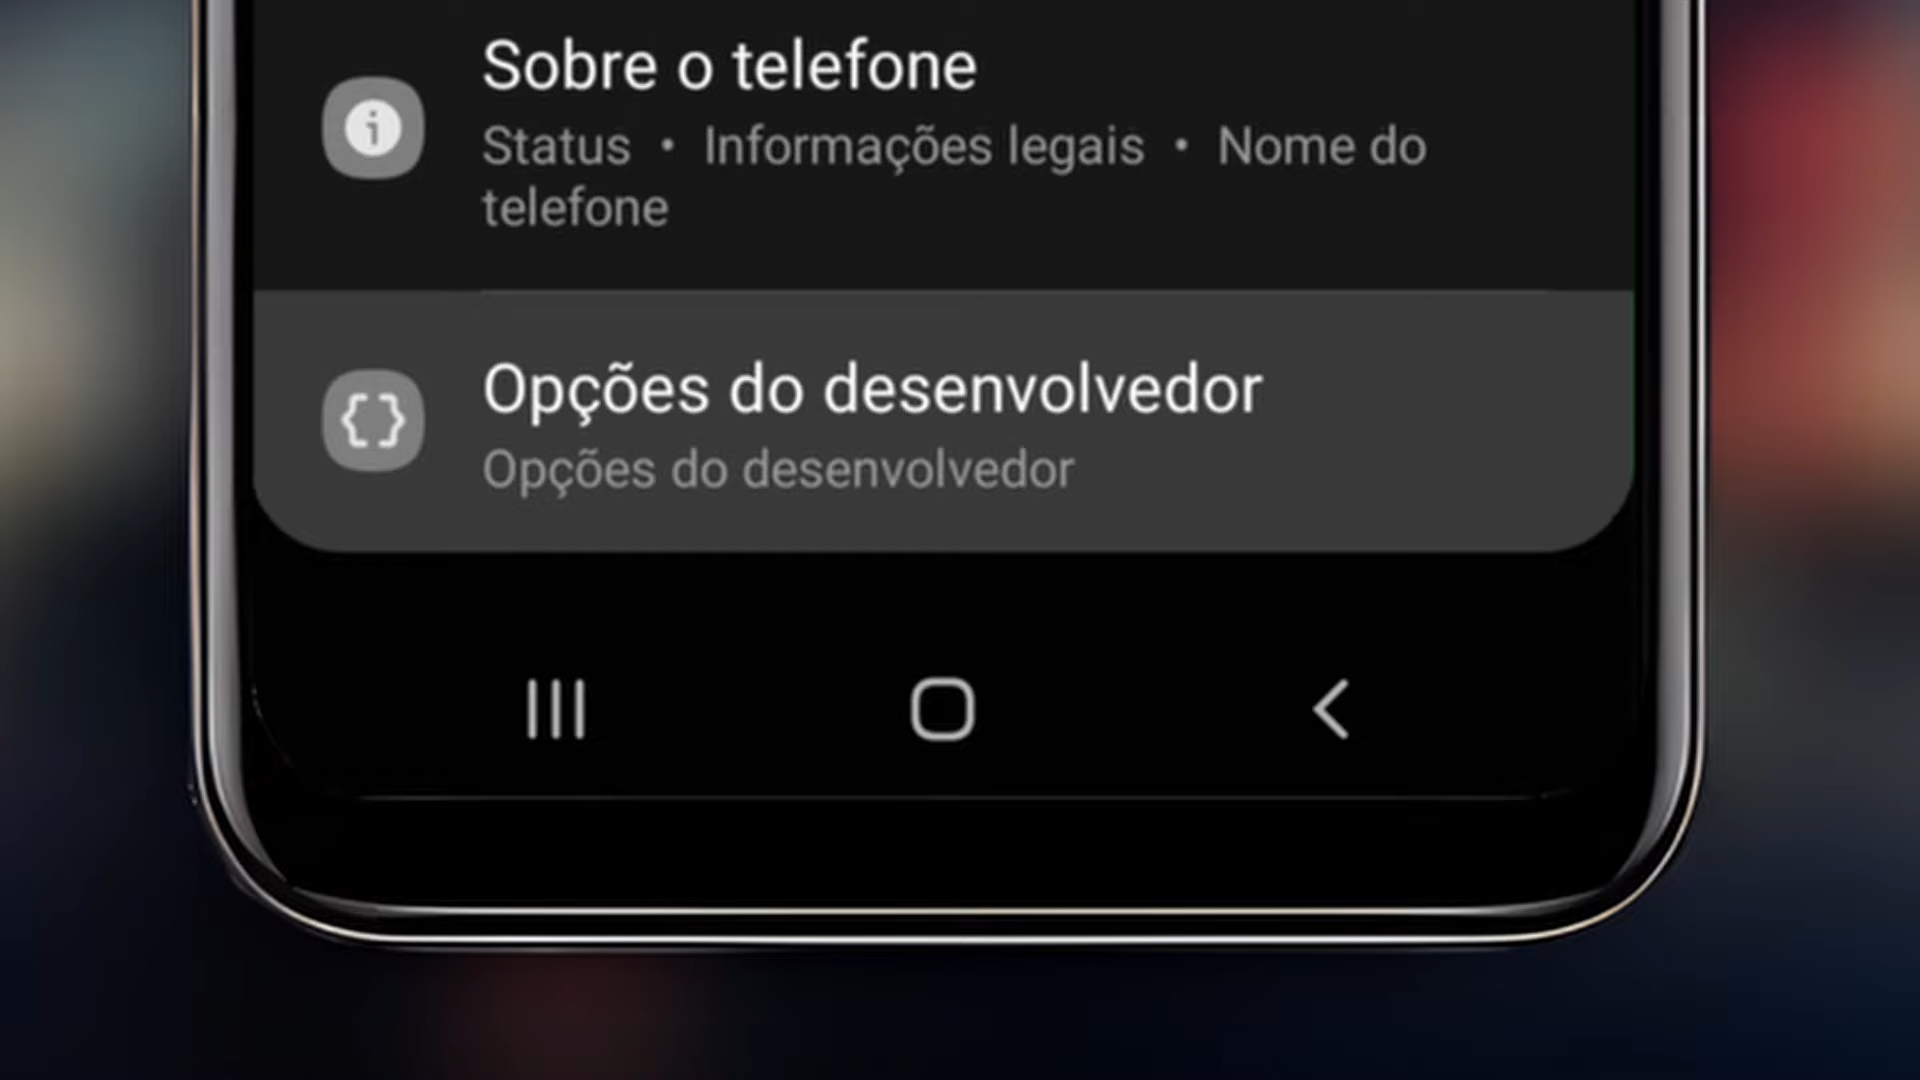 Sobre o telefone
Status • Informações legais • Nome do
telefone
Opções do desenvolvedor
Opções do desenvolvedor